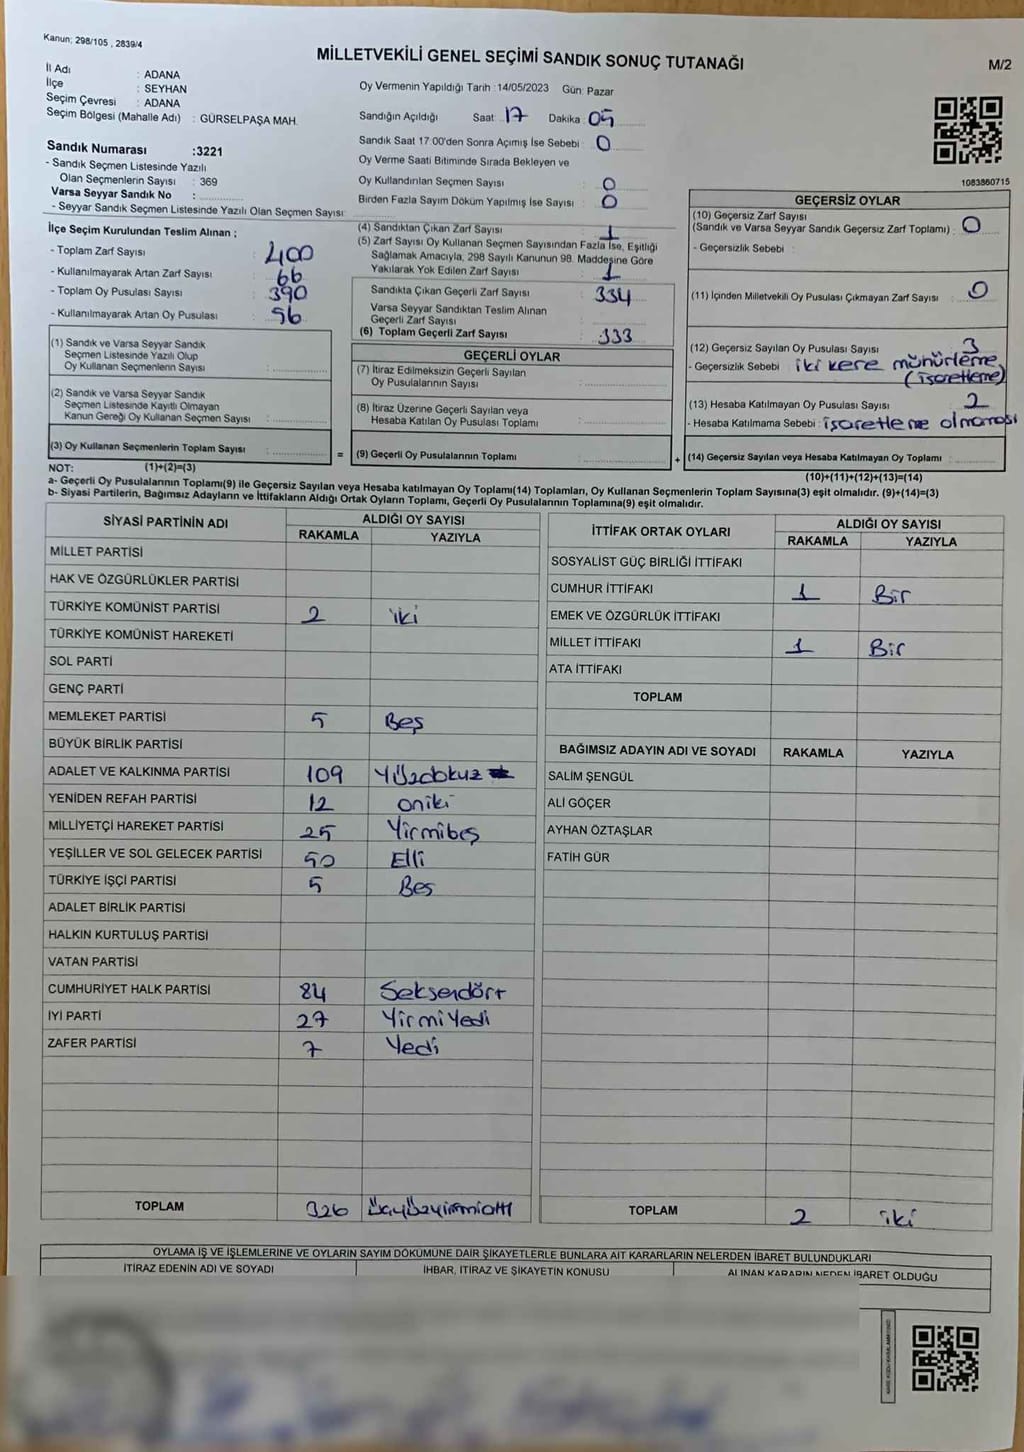 Kanun; 298/105 , 2839/4
MİLLETVEKİLİ GENEL SEÇİMİ SANDIK SONUÇ TUTANAĞI
M/2
İl Adı : ADANA
İlçe : SEYHAN
Seçim Çevresi : ADANA
Seçim Bölgesi (Mahalle Adı) : GÜRSELPAŞA MAH.
Sandık Numarası :3221
- Sandık Seçmen Listesinde Yazılı
Olan Seçmenlerin Sayısı : 369
Varsa Seyyar Sandık No :
- Seyyar Sandık Seçmen Listesinde Yazılı Olan Seçmen Sayısı:
Oy Vermenin Yapıldığı Tarih :14/05/2023 Gün: Pazar
Sandığın Açıldığı Saat 17 Dakika : 05
Sandık Saat 17:00'den Sonra Açımış İse Sebebi : 0
Oy Verme Saati Bitiminde Sırada Bekleyen ve
Oy Kullandırılan Seçmen Sayısı : 0
Birden Fazla Sayım Döküm Yapılmış İse Sayısı : 0
1083860715
İlçe Seçim Kurulundan Teslim Alınan ;
- Toplam Zarf Sayısı : 400
- Kullanılmayarak Artan Zarf Sayısı : 66
- Toplam Oy Pusulası Sayısı : 390
- Kullanılmayarak Artan Oy Pusulası : 56
(1) Sandık ve Varsa Seyyar Sandık
Seçmen Listesinde Yazılı Olup
Oy Kullanan Seçmenlerin Sayısı :
(2) Sandık ve Varsa Seyyar Sandık
Seçmen Listesinde Kayıtlı Olmayan
Kanun Gereği Oy Kullanan Seçmen Sayısı :
(3) Oy Kullanan Seçmenlerin Toplam Sayısı :
(4) Sandıktan Çıkan Zarf Sayısı : 1
(5) Zarf Sayısı Oy Kullanan Seçmen Sayısından Fazla İse, Eşitliği
Sağlamak Amacıyla, 298 Sayılı Kanunun 98. Maddesine Göre
Yakılarak Yok Edilen Zarf Sayısı : 1
Sandıkta Çıkan Geçerli Zarf Sayısı : 334
Varsa Seyyar Sandıktan Teslim Alınan
Geçerli Zarf Sayısı :
(6) Toplam Geçerli Zarf Sayısı : 333
GEÇERLİ OYLAR
(7) İtiraz Edilmeksizin Geçerli Sayılan
Oy Pusulalarının Sayısı :
(8) İtiraz Üzerine Geçerli Sayılan veya
Hesaba Katılan Oy Pusulaları Toplamı :
= (9) Geçerli Oy Pusulalarının Toplamı :
GEÇERSİZ OYLAR
(10) Geçersiz Zarf Sayısı
(Sandık ve Varsa Seyyar Sandık Geçersiz Zarf Toplamı) : 0
- Geçersizlik Sebebi :
(11) İçinden Milletvekili Oy Pusulası Çıkmayan Zarf Sayısı : 0
(12) Geçersiz Sayılan Oy Pusulası Sayısı : 3
- Geçersizlik Sebebi : iki kere mühürleme
(işaretleme)
(13) Hesaba Katılmayan Oy Pusulası Sayısı : 2
- Hesaba Katılmama Sebebi : işaretleme olmaması
+ (14) Geçersiz Sayılan veya Hesaba Katılmayan Oy Toplamı :
NOT: (1)+(2)=(3)
(10)+(11)+(12)+(13)=(14)
a- Geçerli Oy Pusulalarının Toplamı(9) ile Geçersiz Sayılan veya Hesaba katılmayan Oy Toplamı(14) Toplamları, Oy Kullanan Seçmenlerin Toplam Sayısına(3) eşit olmalıdır. (9)+(14)=(3)
b- Siyasi Partilerin, Bağımsız Adayların ve İttifakların Aldığı Ortak Oyların Toplamı, Geçerli Oy Pusulalarının Toplamına(9) eşit olmalıdır.
SİYASİ PARTİNİN ADI ALDIĞI OY SAYISI
RAKAMLA YAZIYLA
MİLLET PARTİSİ
HAK VE ÖZGÜRLÜKLER PARTİSİ
TÜRKİYE KOMÜNİST PARTİSİ 2 iki
TÜRKİYE KOMÜNİST HAREKETİ
SOL PARTİ
GENÇ PARTİ
MEMLEKET PARTİSİ 5 Beş
BÜYÜK BİRLİK PARTİSİ
ADALET VE KALKINMA PARTİSİ 109 Yüzdokuz
YENİDEN REFAH PARTİSİ 12 oniki
MİLLİYETÇİ HAREKET PARTİSİ 25 Yirmibeş
YEŞİLLER VE SOL GELECEK PARTİSİ 50 Elli
TÜRKİYE İŞÇİ PARTİSİ 5 Bes
ADALET BİRLİK PARTİSİ
HALKIN KURTULUŞ PARTİSİ
VATAN PARTİSİ
CUMHURİYET HALK PARTİSİ 84 Seksendört
İYİ PARTİ 27 YirmiYedi
ZAFER PARTİSİ 7 Yedi
TOPLAM 326 Üçyüzyirmialtı
İTTİFAK ORTAK OYLARI ALDIĞI OY SAYISI
RAKAMLA YAZIYLA
SOSYALİST GÜÇ BİRLİĞİ İTTİFAKI
CUMHUR İTTİFAKI 1 Bir
EMEK VE ÖZGÜRLÜK İTTİFAKI
MİLLET İTTİFAKI 1 Bir
ATA İTTİFAKI
TOPLAM
BAĞIMSIZ ADAYIN ADI VE SOYADI RAKAMLA YAZIYLA
SALİM ŞENGÜL
ALİ GÖÇER
AYHAN ÖZTAŞLAR
FATİH GÜR
TOPLAM 2 iki
OYLAMA İŞ VE İŞLEMLERİNE VE OYLARIN SAYIM DÖKÜMÜNE DAİR ŞİKAYETLERLE BUNLARA AİT KARARLARIN NELERDEN İBARET BULUNDUKLARI
İTİRAZ EDENİN ADI VE SOYADI İHBAR, İTİRAZ VE ŞİKAYETİN KONUSU ALINAN KARARIN NEDEN İBARET OLDUĞU